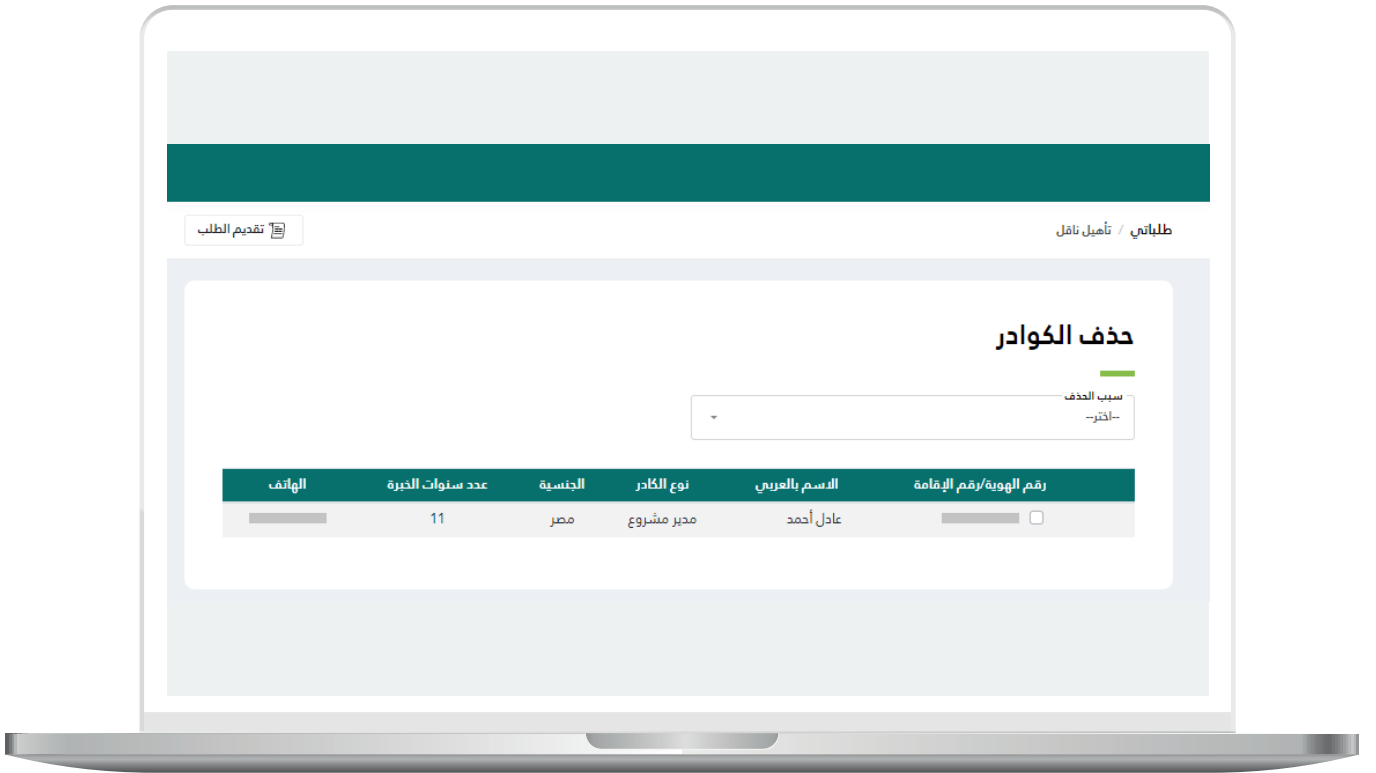 طلباتي / تأهيل ناقل
تقديم الطلب
حذف الكوادر
سبب الحذف
--اختر--
رقم الهوية/رقم الإقامة الاسم بالعربي نوع الكادر الجنسية عدد سنوات الخبرة الهاتف
عادل أحمد مدير مشروع مصر 11